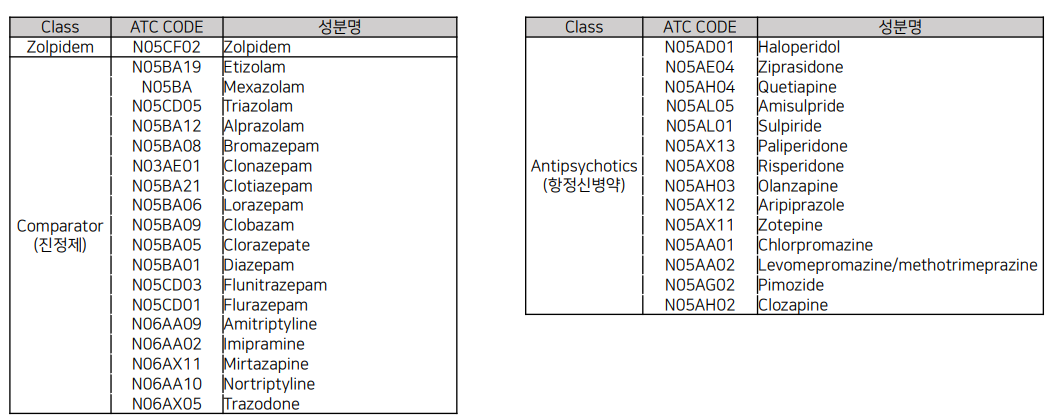 Class ATC CODE 성분명
Zolpidem N05CF02 Zolpidem
N05BA19 Etizolam
N05BA Mexazolam
N05CD05 Triazolam
N05BA12 Alprazolam
N05BA08 Bromazepam
N03AE01 Clonazepam
N05BA21 Clotiazepam
N05BA06 Lorazepam
Comparator N05BA09 Clobazam
(진정제) N05BA05 Clorazepate
N05BA01 Diazepam
N05CD03 Flunitrazepam
N05CD01 Flurazepam
N06AA09 Amitriptyline
N06AA02 Imipramine
N06AX11 Mirtazapine
N06AA10 Nortriptyline
N06AX05 Trazodone
Class ATC CODE 성분명
N05AD01 Haloperidol
N05AE04 Ziprasidone
N05AH04 Quetiapine
N05AL05 Amisulpride
N05AL01 Sulpiride
N05AX13 Paliperidone
Antipsychotics N05AX08 Risperidone
(항정신병약) N05AH03 Olanzapine
N05AX12 Aripiprazole
N05AX11 Zotepine
N05AA01 Chlorpromazine
N05AA02 Levomepromazine/methotrimeprazine
N05AG02 Pimozide
N05AH02 Clozapine